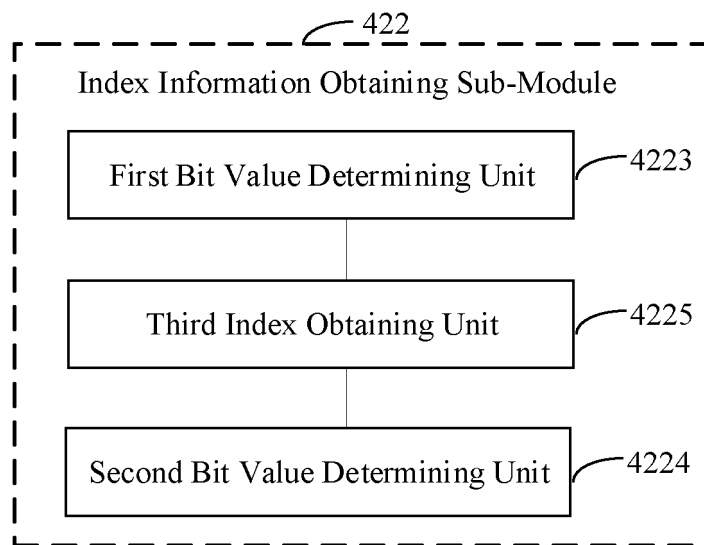 422
Index Information Obtaining Sub-Module
First Bit Value Determining Unit
4223
Third Index Obtaining Unit
4225
Second Bit Value Determining Unit
4224